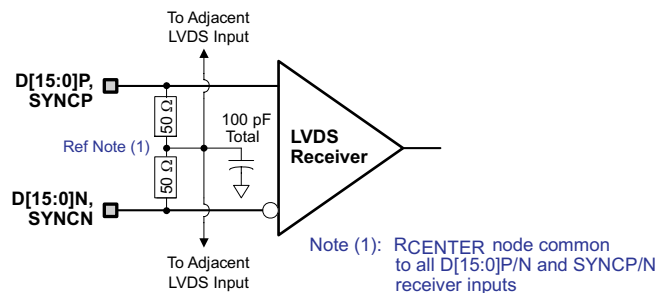 To Adjacent
LVDS Input
D[15:0]P,
SYNCP
50 Ω
100 pF
Total
LVDS
Receiver
Ref Note (1)
50 Ω
D[15:0]N,
SYNCN
To Adjacent
LVDS Input
Note (1): RCENTER node common
to all D[15:0]P/N and SYNCP/N
receiver inputs